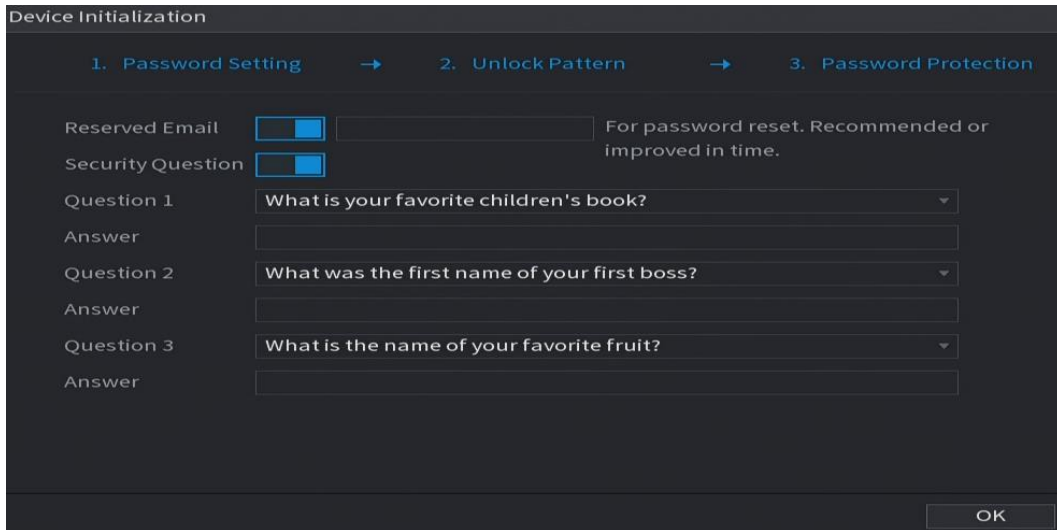 Device Initialization
1. Password Setting → 2. Unlock Pattern → 3. Password Protection
Reserved Email
For password reset. Recommended or
improved in time.
Security Question
Question 1 What is your favorite children's book?
Answer
Question 2 What was the first name of your first boss?
Answer
Question 3 What is the name of your favorite fruit?
Answer
OK